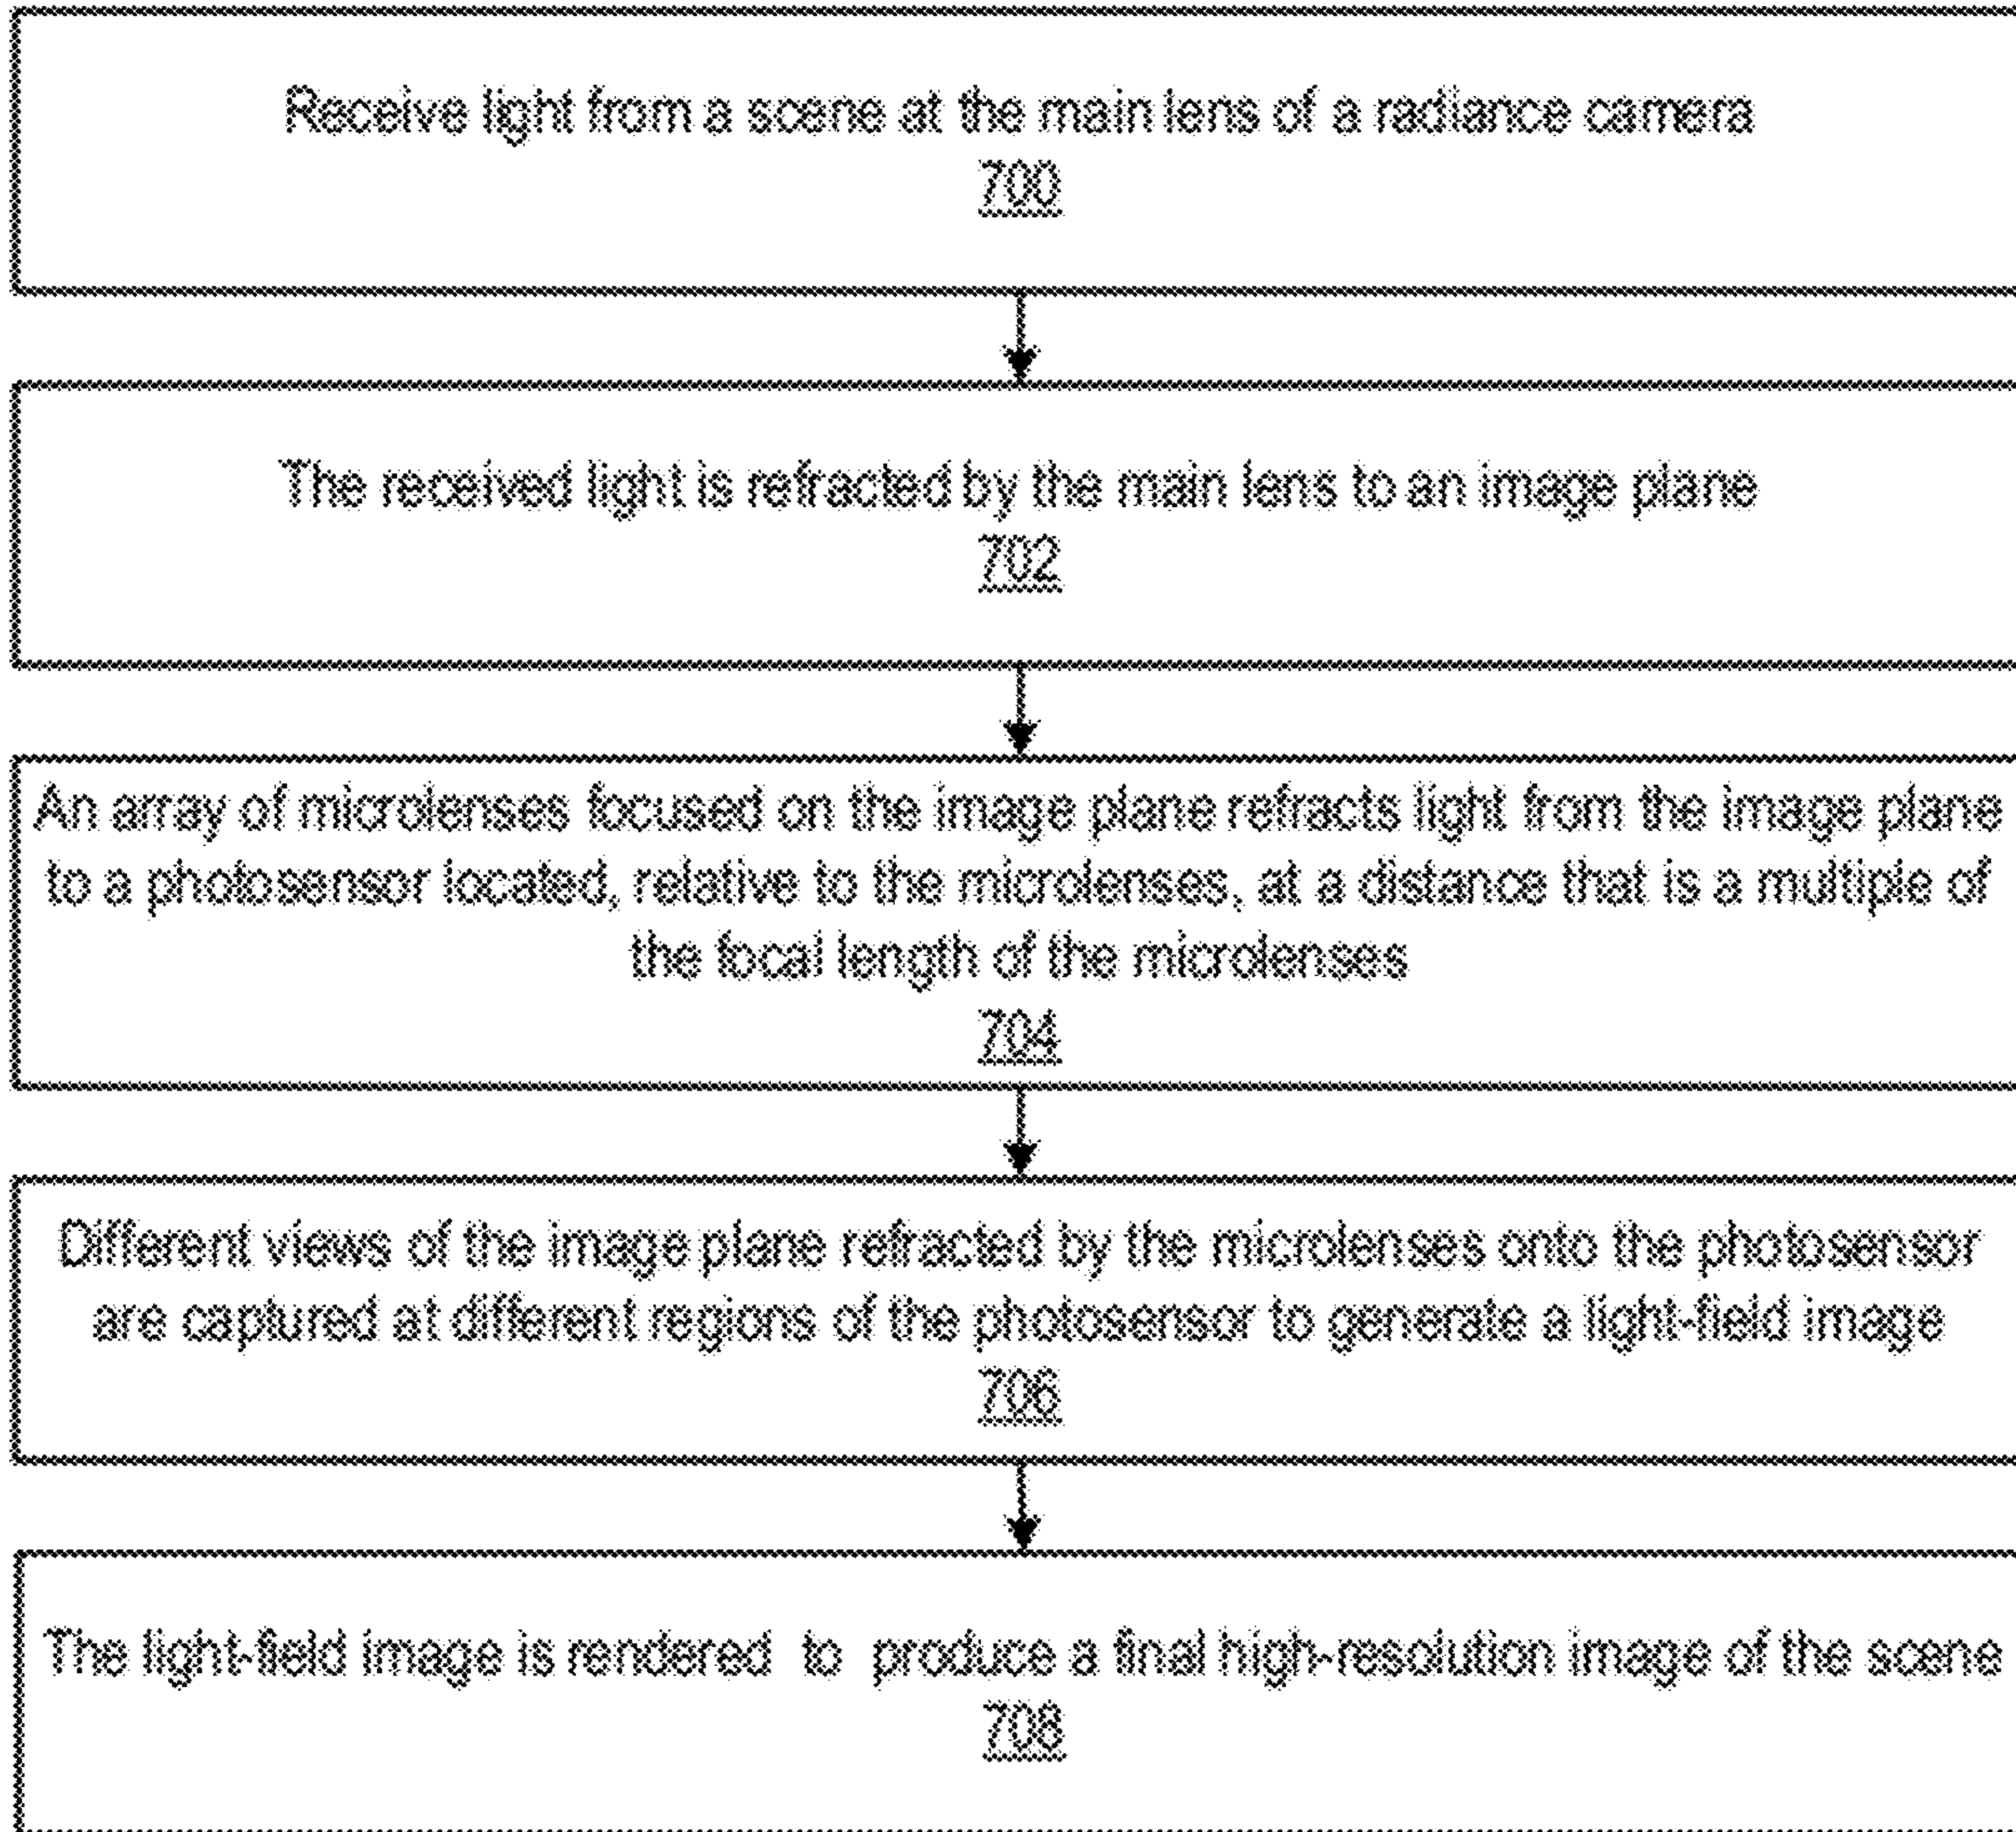 Receive light from a scene at the main lens of a radiance camera
700
The received light is refracted by the main lens to an image plane
702
An array of microlenses focused on the image plane refracts light from the image plane
to a photosensor located, relative to the microlenses, at a distance that is a multiple of
the focal length of the microlenses
704
Different views of the image plane refracted by the microlenses onto the photosensor
are captured at different regions of the photosensor to generate a light-field image
706
The light-field image is rendered to produce a final high-resolution image of the scene
708